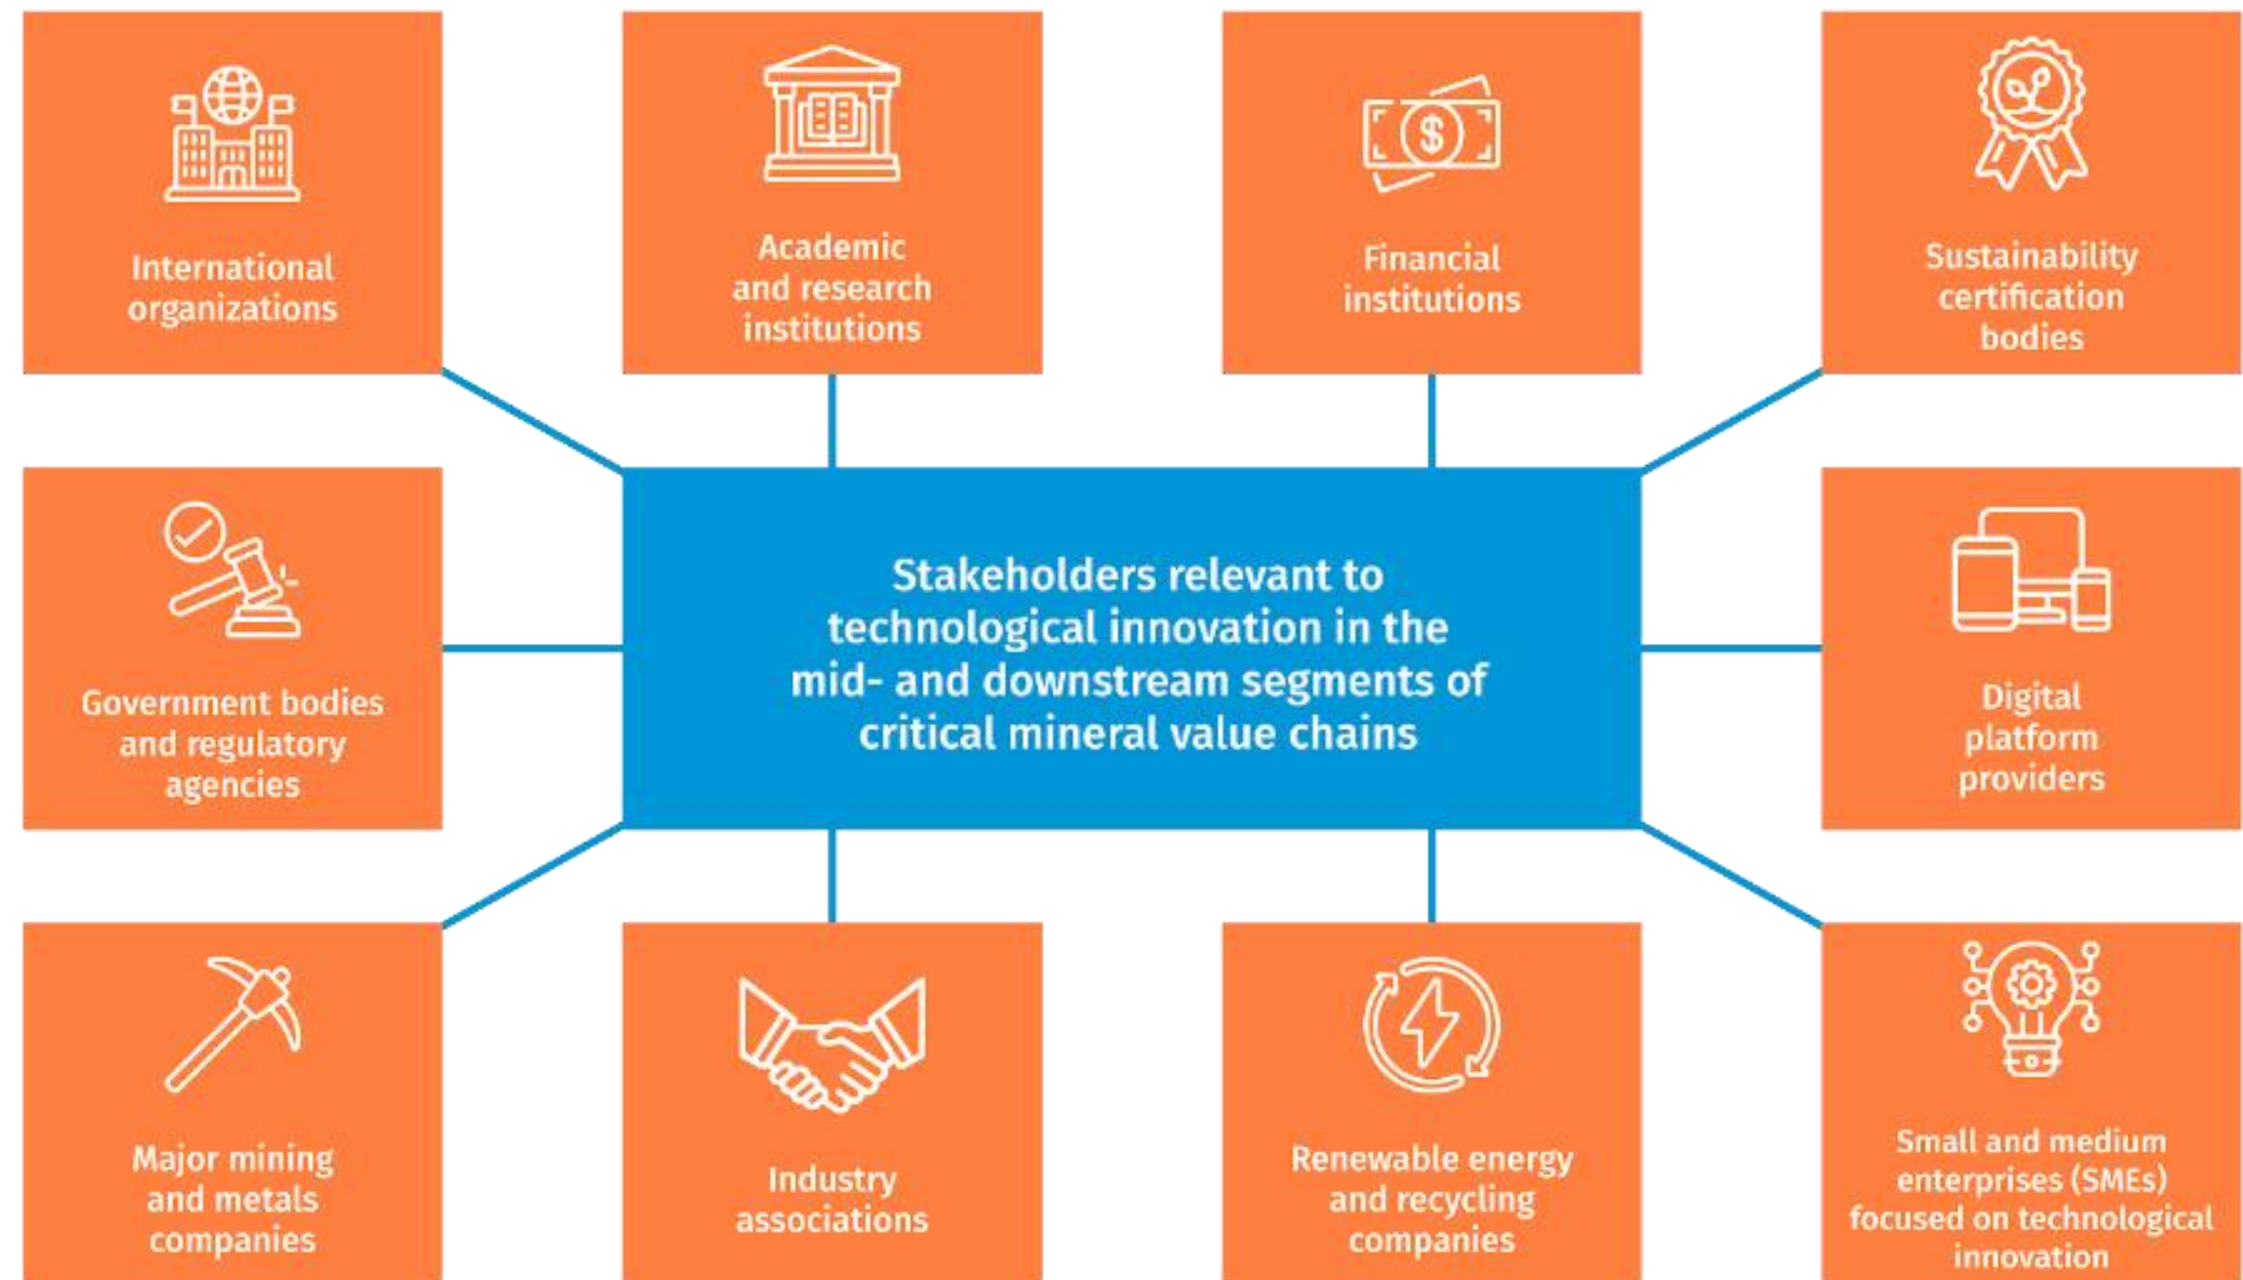 International
organizations
Academic
and research
institutions
Financial
institutions
Sustainability
certification
bodies
Government bodies
and regulatory
agencies
Stakeholders relevant to
technological innovation in the
mid- and downstream segments of
critical mineral value chains
Digital
platform
providers
Major mining
and metals
companies
Industry
associations
Renewable energy
and recycling
companies
Small and medium
enterprises (SMEs)
focused on technological
innovation